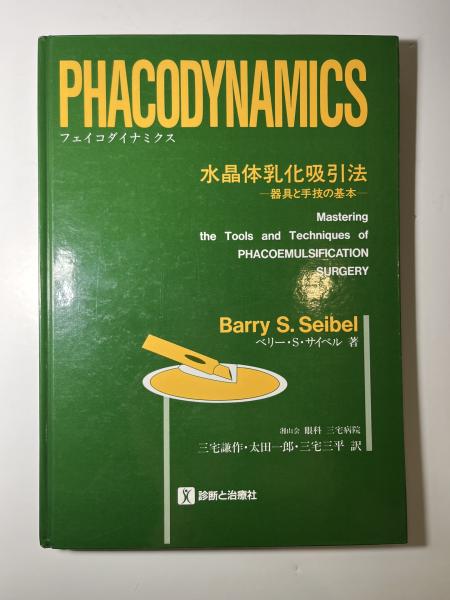 PHACODYNAMICS
フェイコダイナミクス
水晶体乳化吸引法
―器具と手技の基本―
Mastering
the Tools and Techniques of
PHACOEMULSIFICATION
SURGERY
Barry S. Seibel
ベリー・S・サイベル 著
湘山会 眼科 三宅病院
三宅謙作・太田一郎・三宅三平 訳
診断と治療社